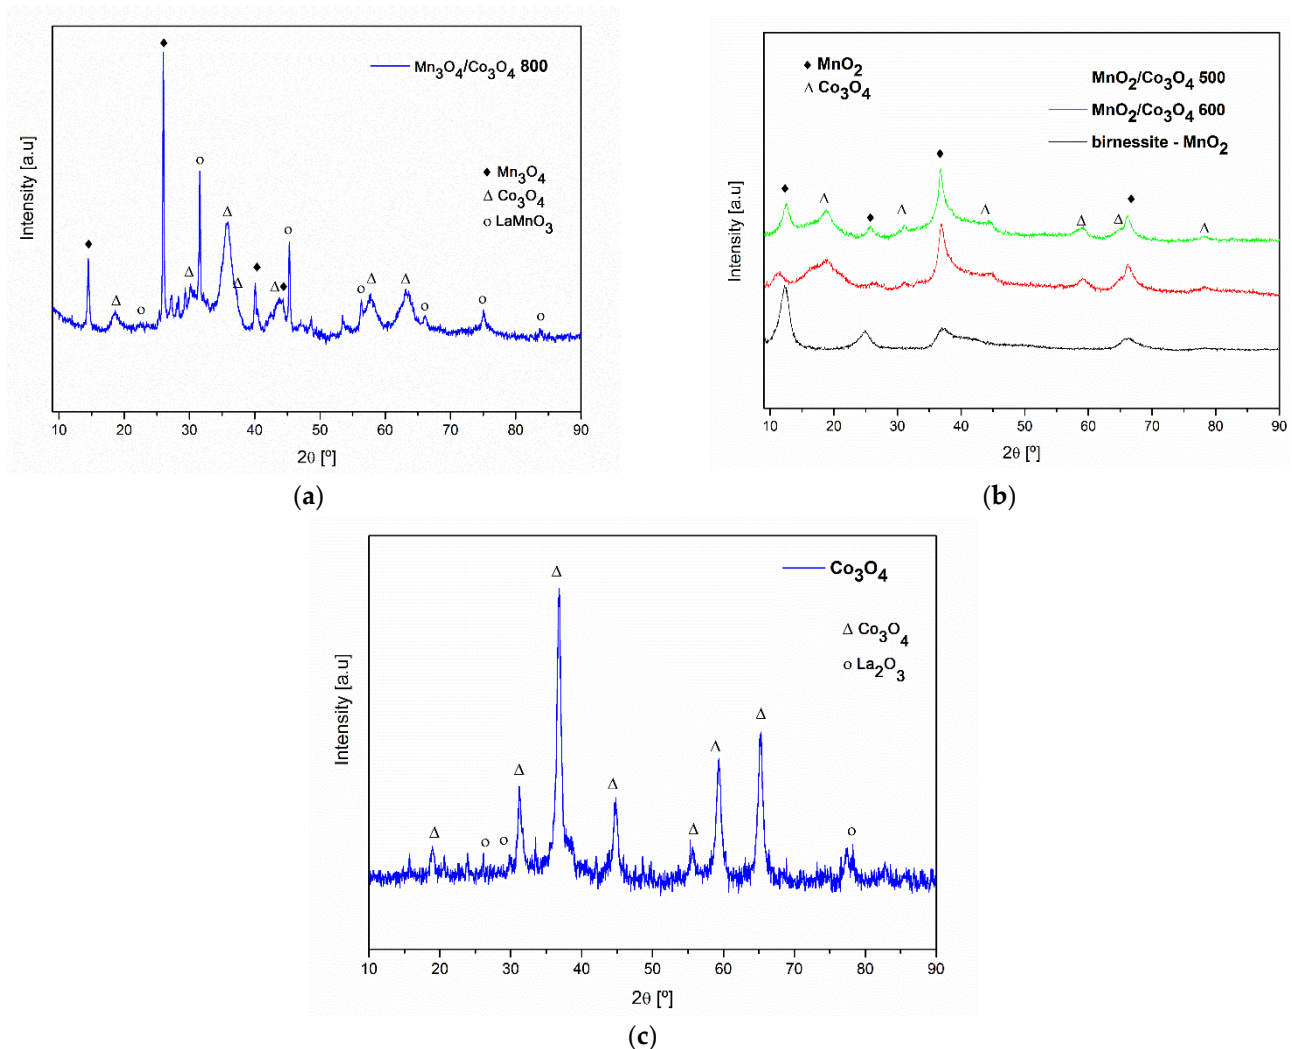 Mn3O4/Co3O4 800
◆ Mn3O4
Δ Co3O4
o LaMnO3
Intensity [a.u]
10 20 30 40 50 60 70 80 90
2θ [º]
(a)
◆ MnO2
Δ Co3O4
MnO2/Co3O4 500
MnO2/Co3O4 600
birnessite - MnO2
Intensity [a.u]
10 20 30 40 50 60 70 80 90
2θ [º]
(b)
Co3O4
Δ Co3O4
o La2O3
Intensity [a.u]
10 20 30 40 50 60 70 80 90
2θ [º]
(c)